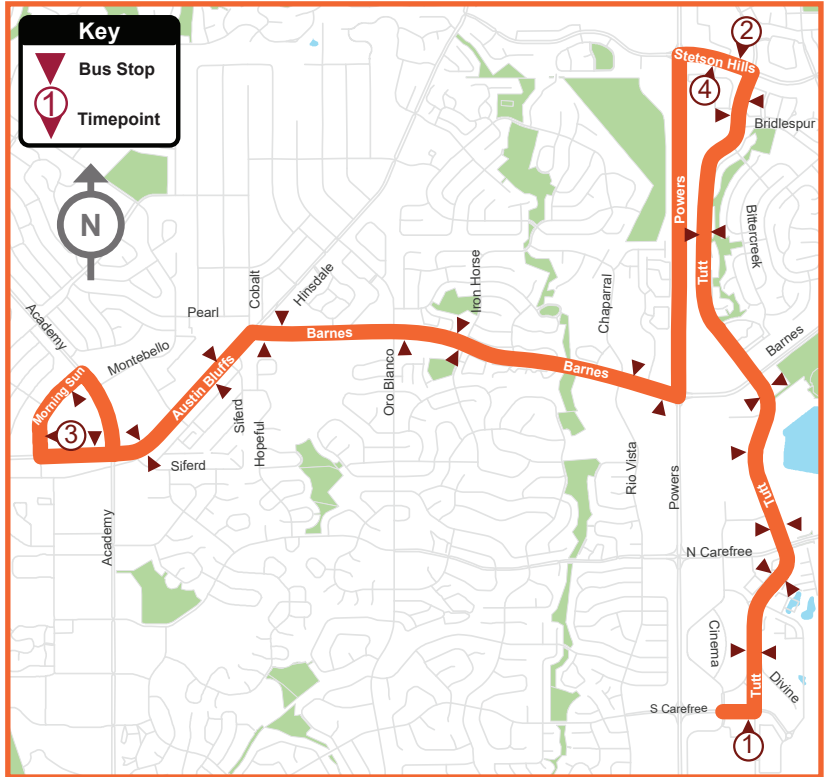 Key
Bus Stop
1
Timepoint
N
2
Stetson Hills
4
Bridlespur
Powers
Bittercreek
Tutt
Academy
Pearl
Cobalt
Hinsdale
Iron Horse
Chaparral
Montebello
Barnes
Barnes
Barnes
Morning Sun
Austin Bluffs
Oro Blanco
3
Siferd
Hopeful
Siferd
Rio Vista
Powers
Tutt
Academy
N Carefree
Cinema
Divine
Tutt
S Carefree
1